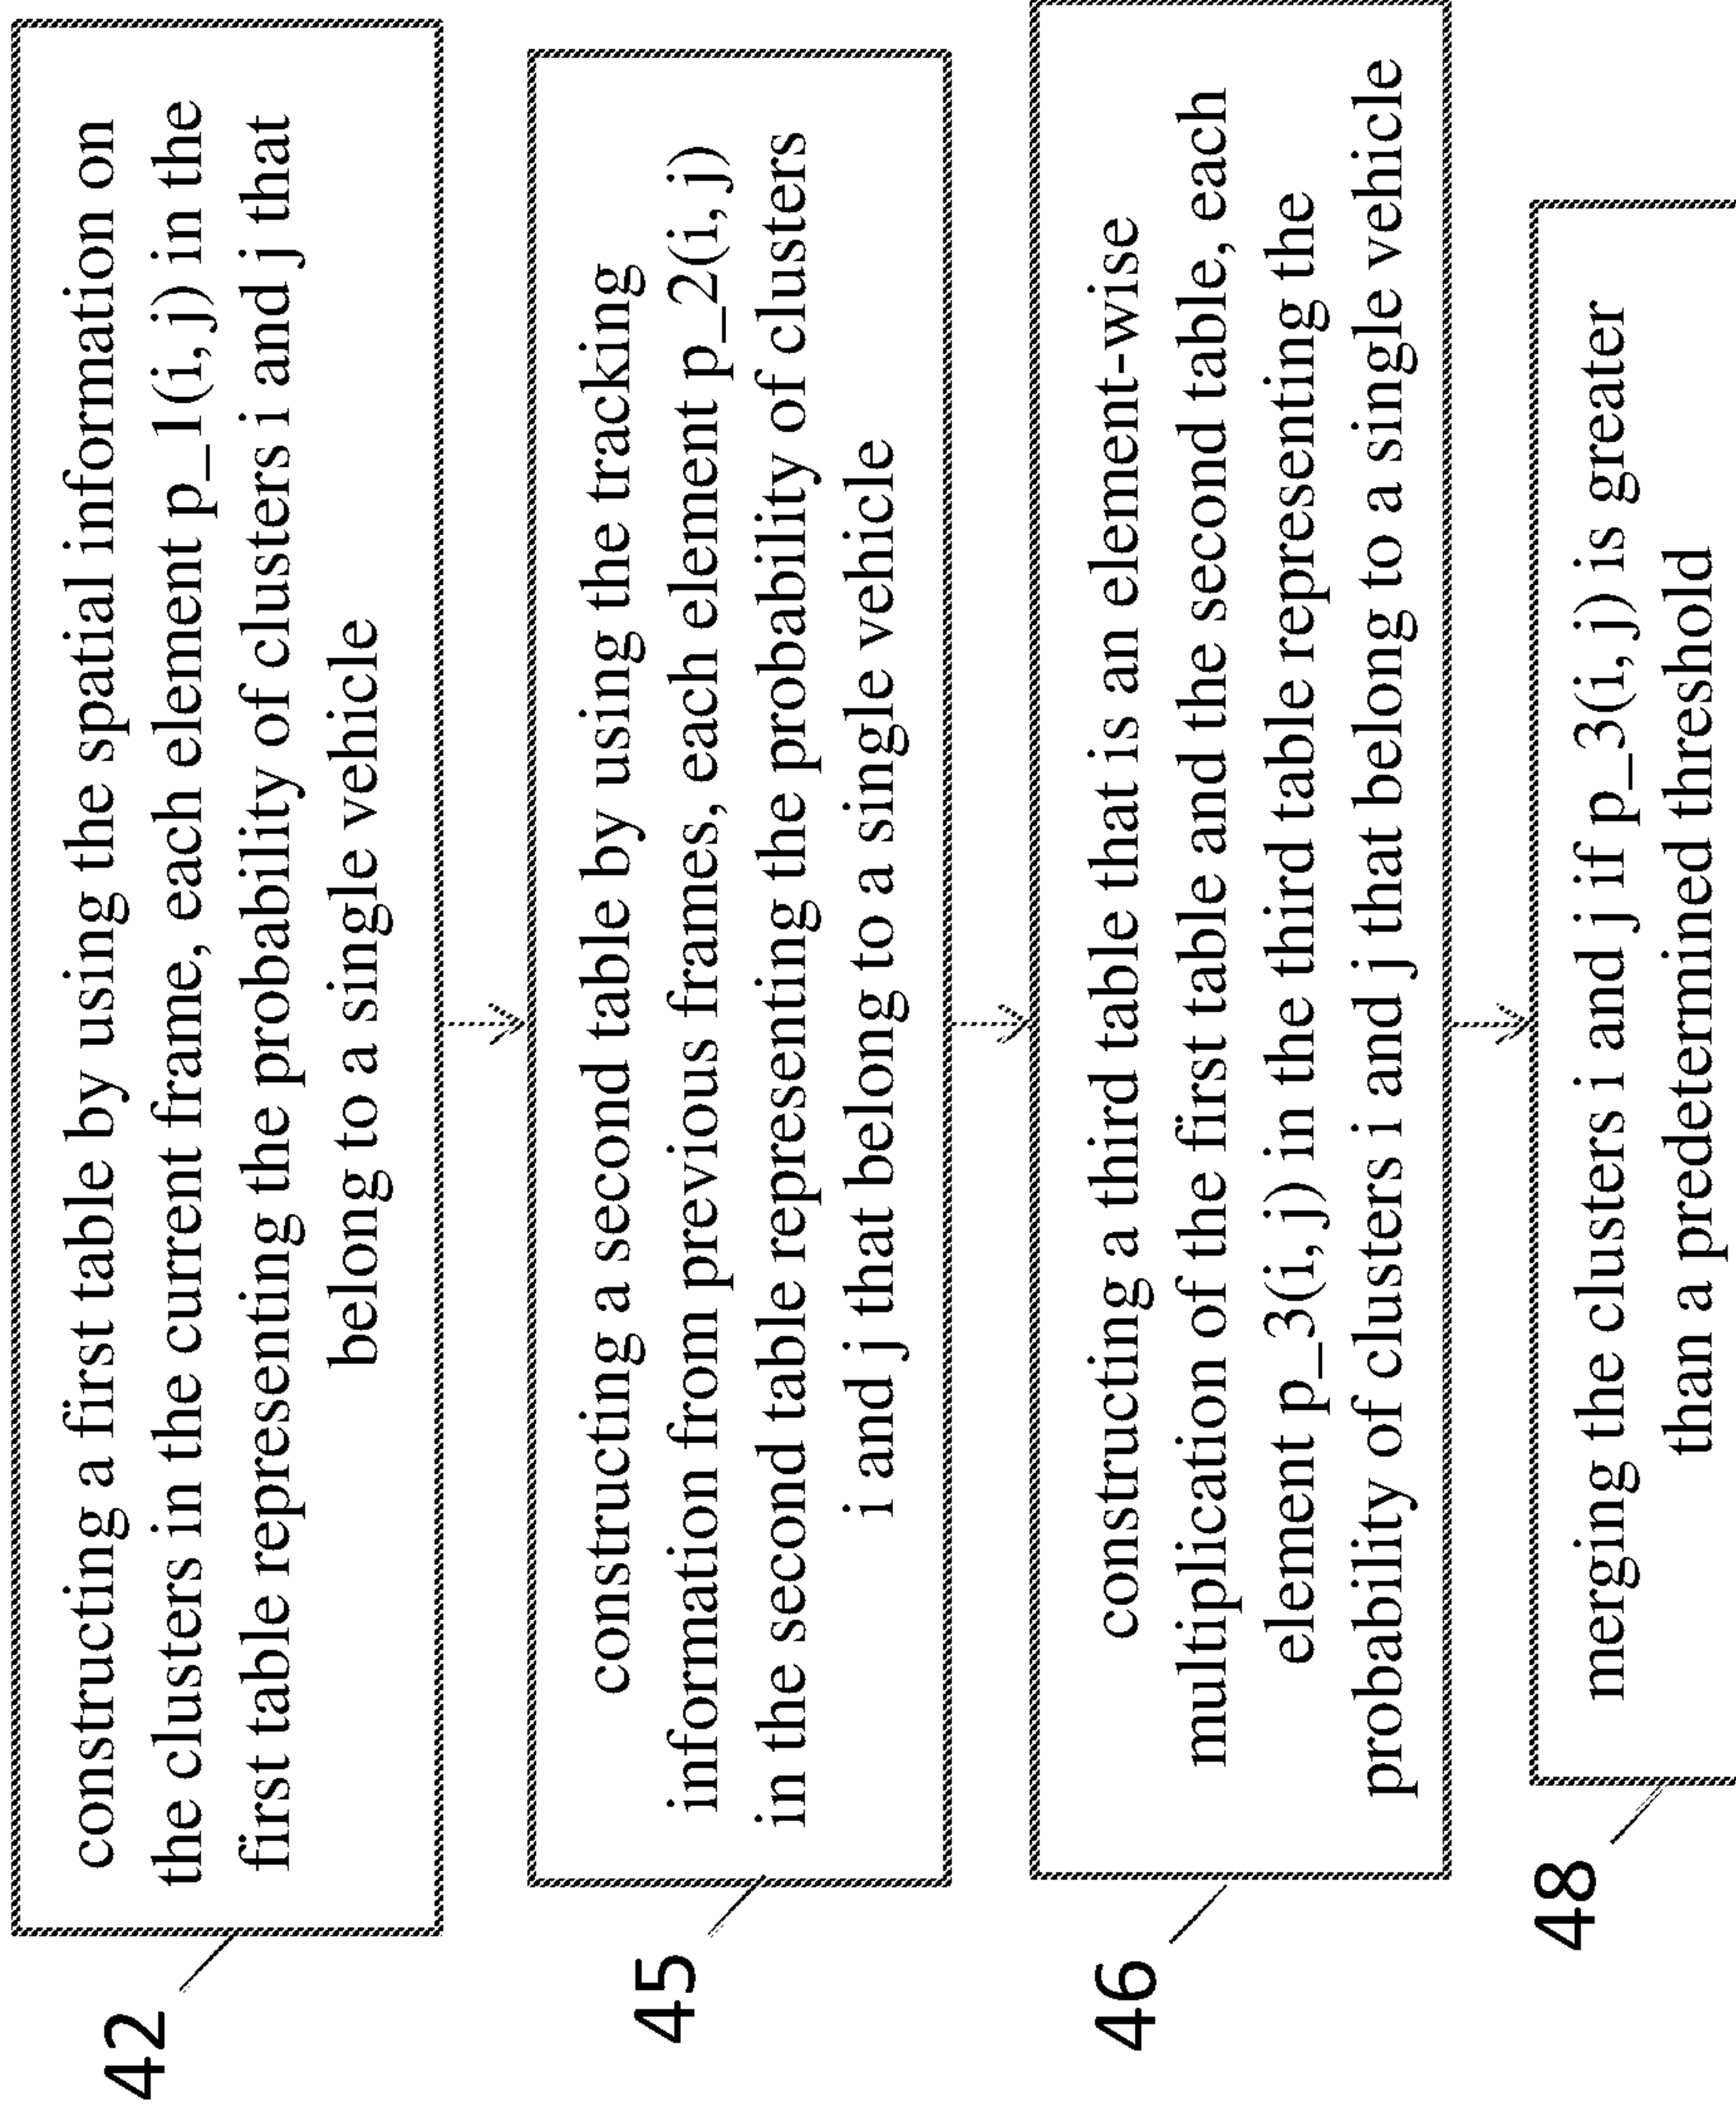 constructing a first table by using the spatial information on
the clusters in the current frame, each element p_1(i, j) in the
first table representing the probability of clusters i and j that
belong to a single vehicle
42
constructing a second table by using the tracking
information from previous frames, each element p_2(i, j)
in the second table representing the probability of clusters
i and j that belong to a single vehicle
45
constructing a third table that is an element-wise
multiplication of the first table and the second table, each
element p_3(i, j) in the third table representing the
probability of clusters i and j that belong to a single vehicle
46
merging the clusters i and j if p_3(i, j) is greater
than a predetermined threshold
48